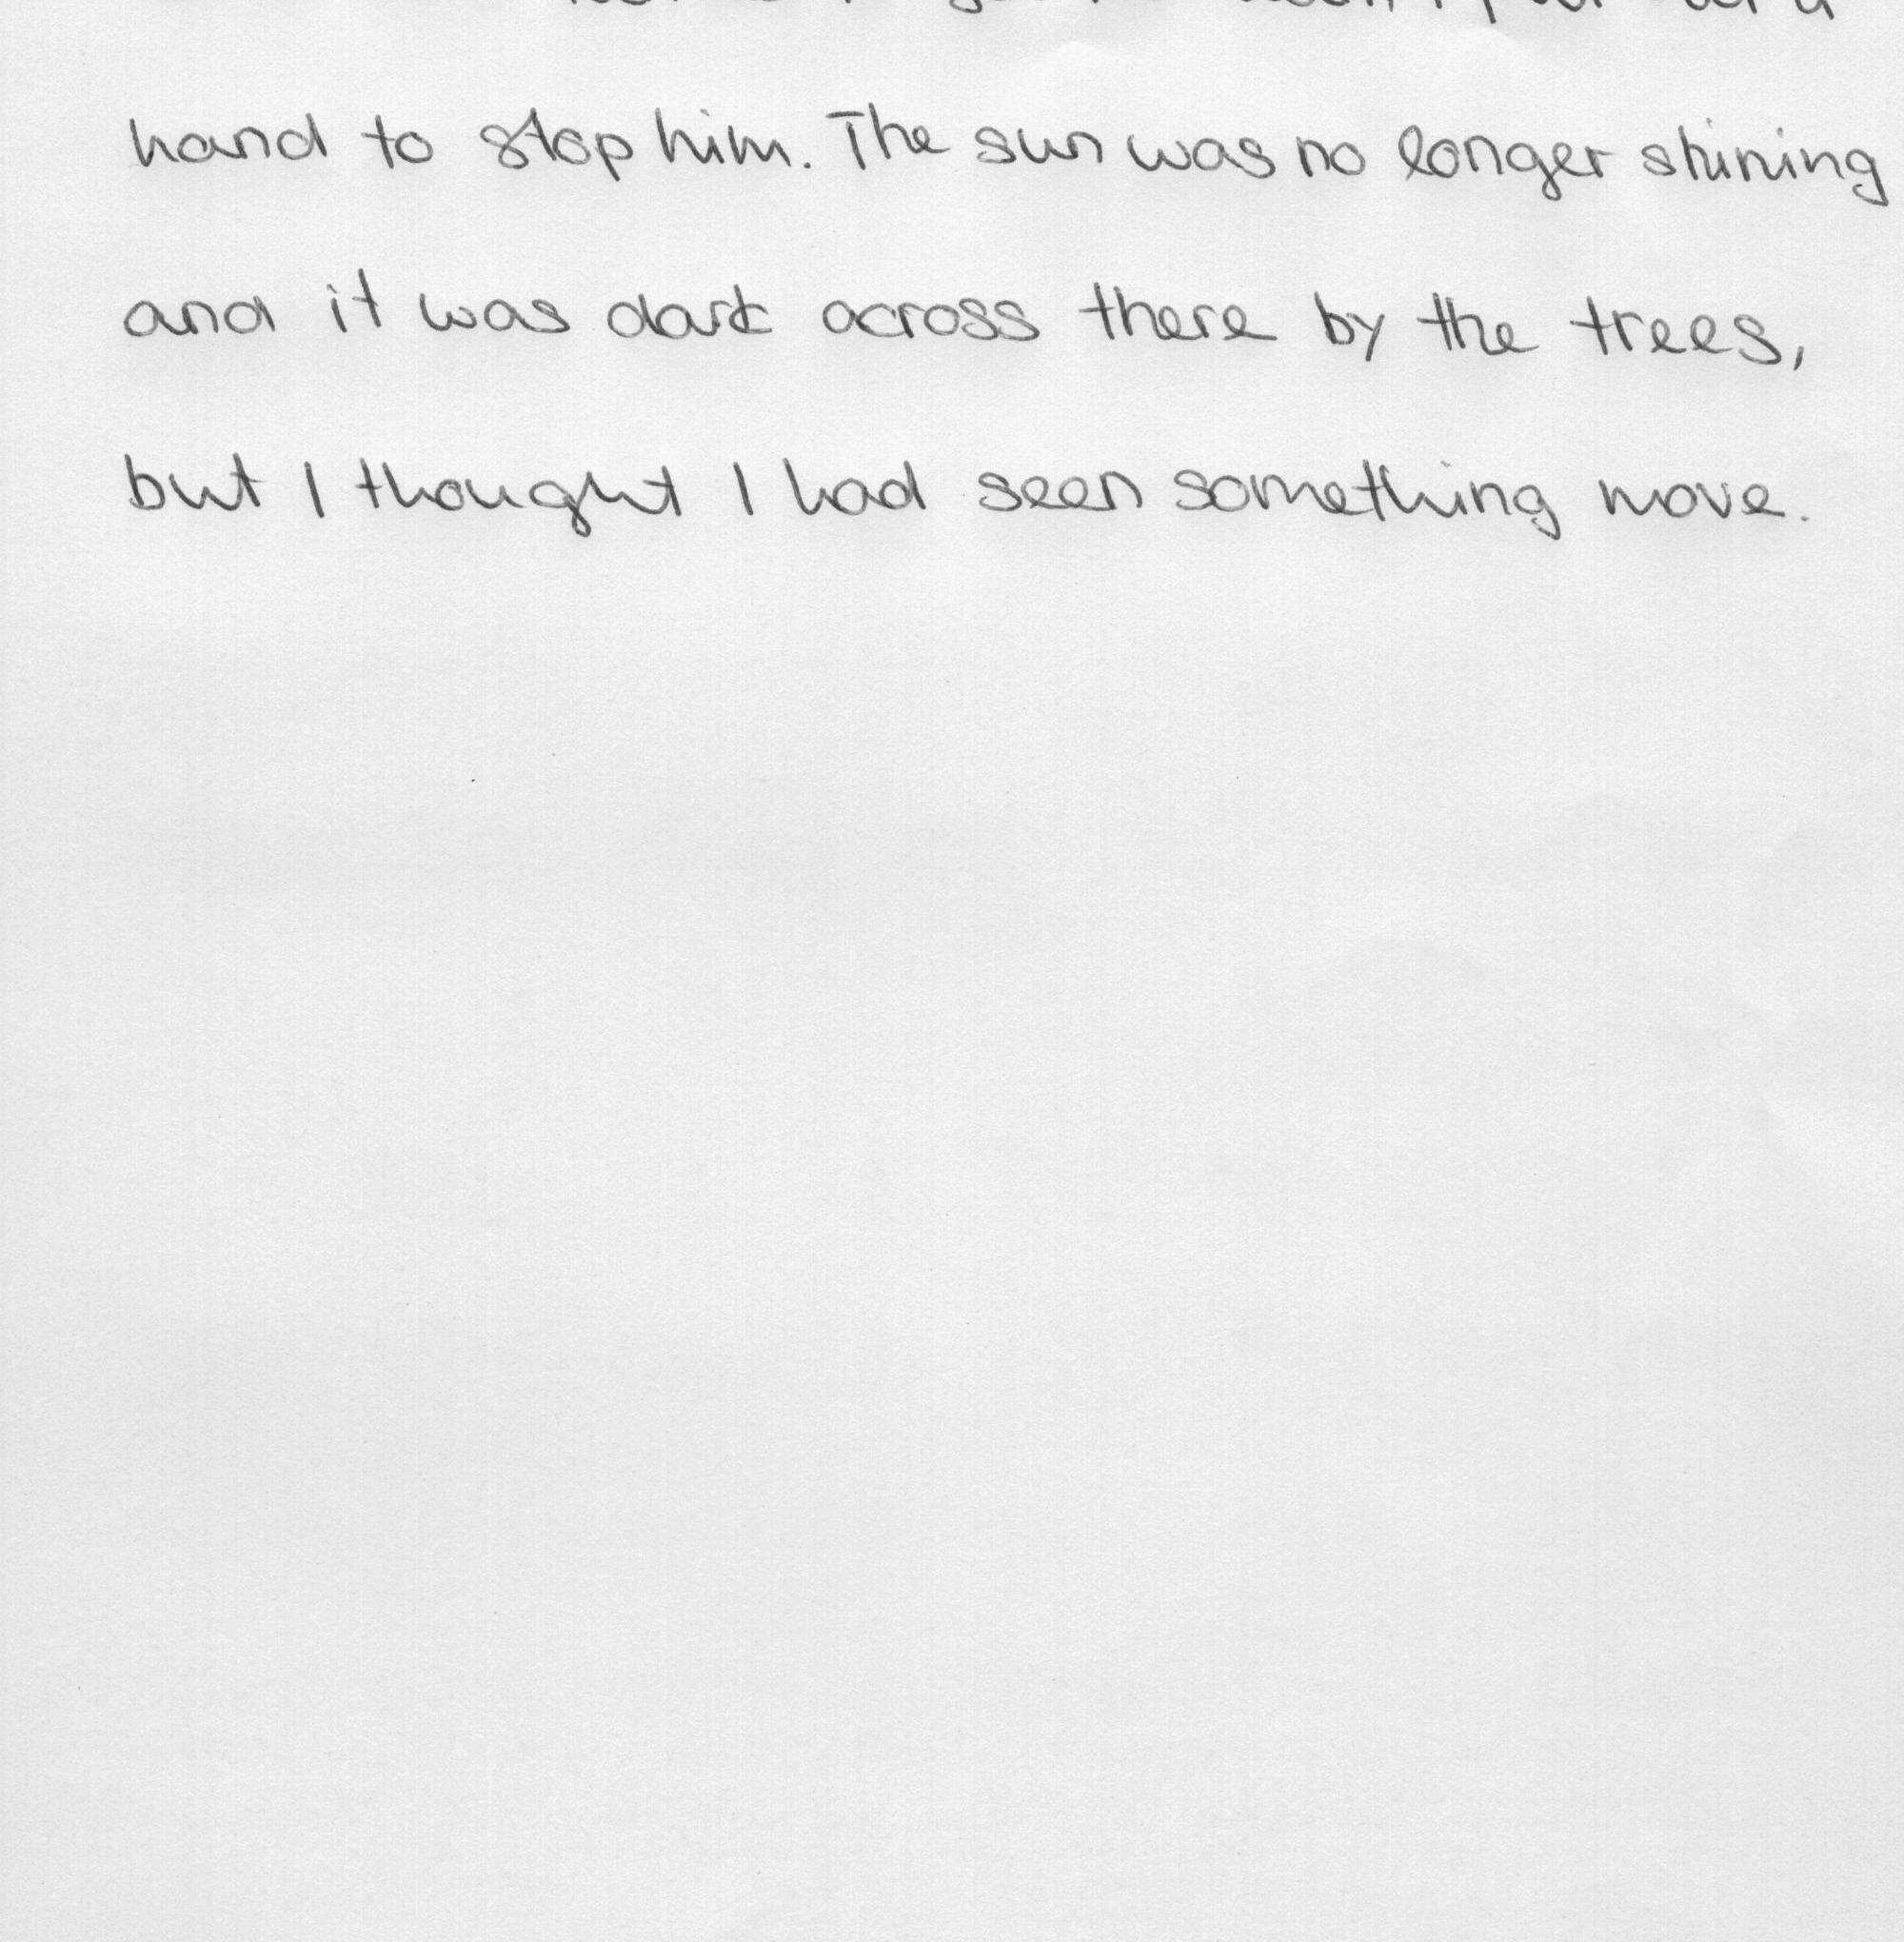 hand to stop him. The sun was no longer shining
and it was dark across there by the trees,
but I thought I had seen something move.